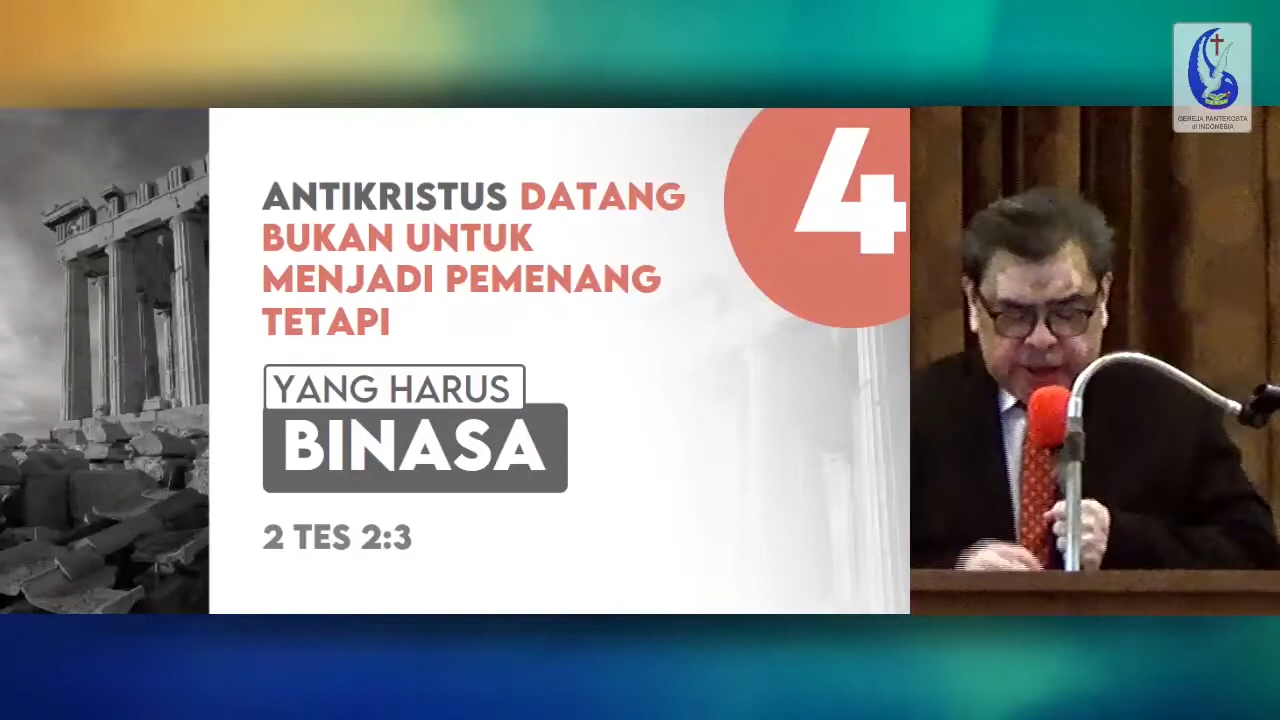 ANTIKRISTUS DATANG
BUKAN UNTUK
MENJADI PEMENANG
TETAPI
YANG HARUS
BINASA
2 TES 2:3
4
GEREJA PANTEKOSTA
di INDONESIA